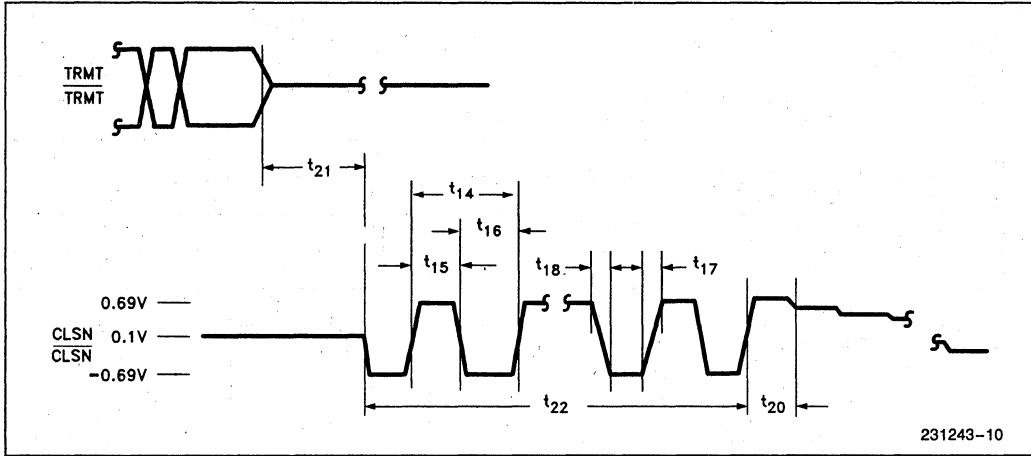 TRMT
TRMT
t21
t14
t16
t15
t18
t17
0.69V
CLSN
0.1V
CLSN
-0.69V
t22
t20
231243-10